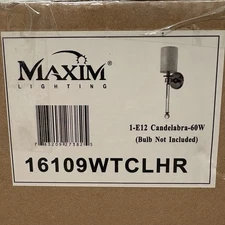 MAXIM
LIGHTING
1-E12 Candelabra-60W
(Bulb Not Included)
16109WTCLHR